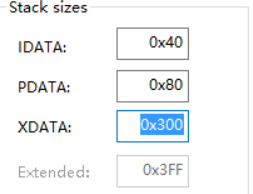 Stack sizes
IDATA: 0x40
PDATA: 0x80
XDATA: 0x300
Extended: 0x3FF